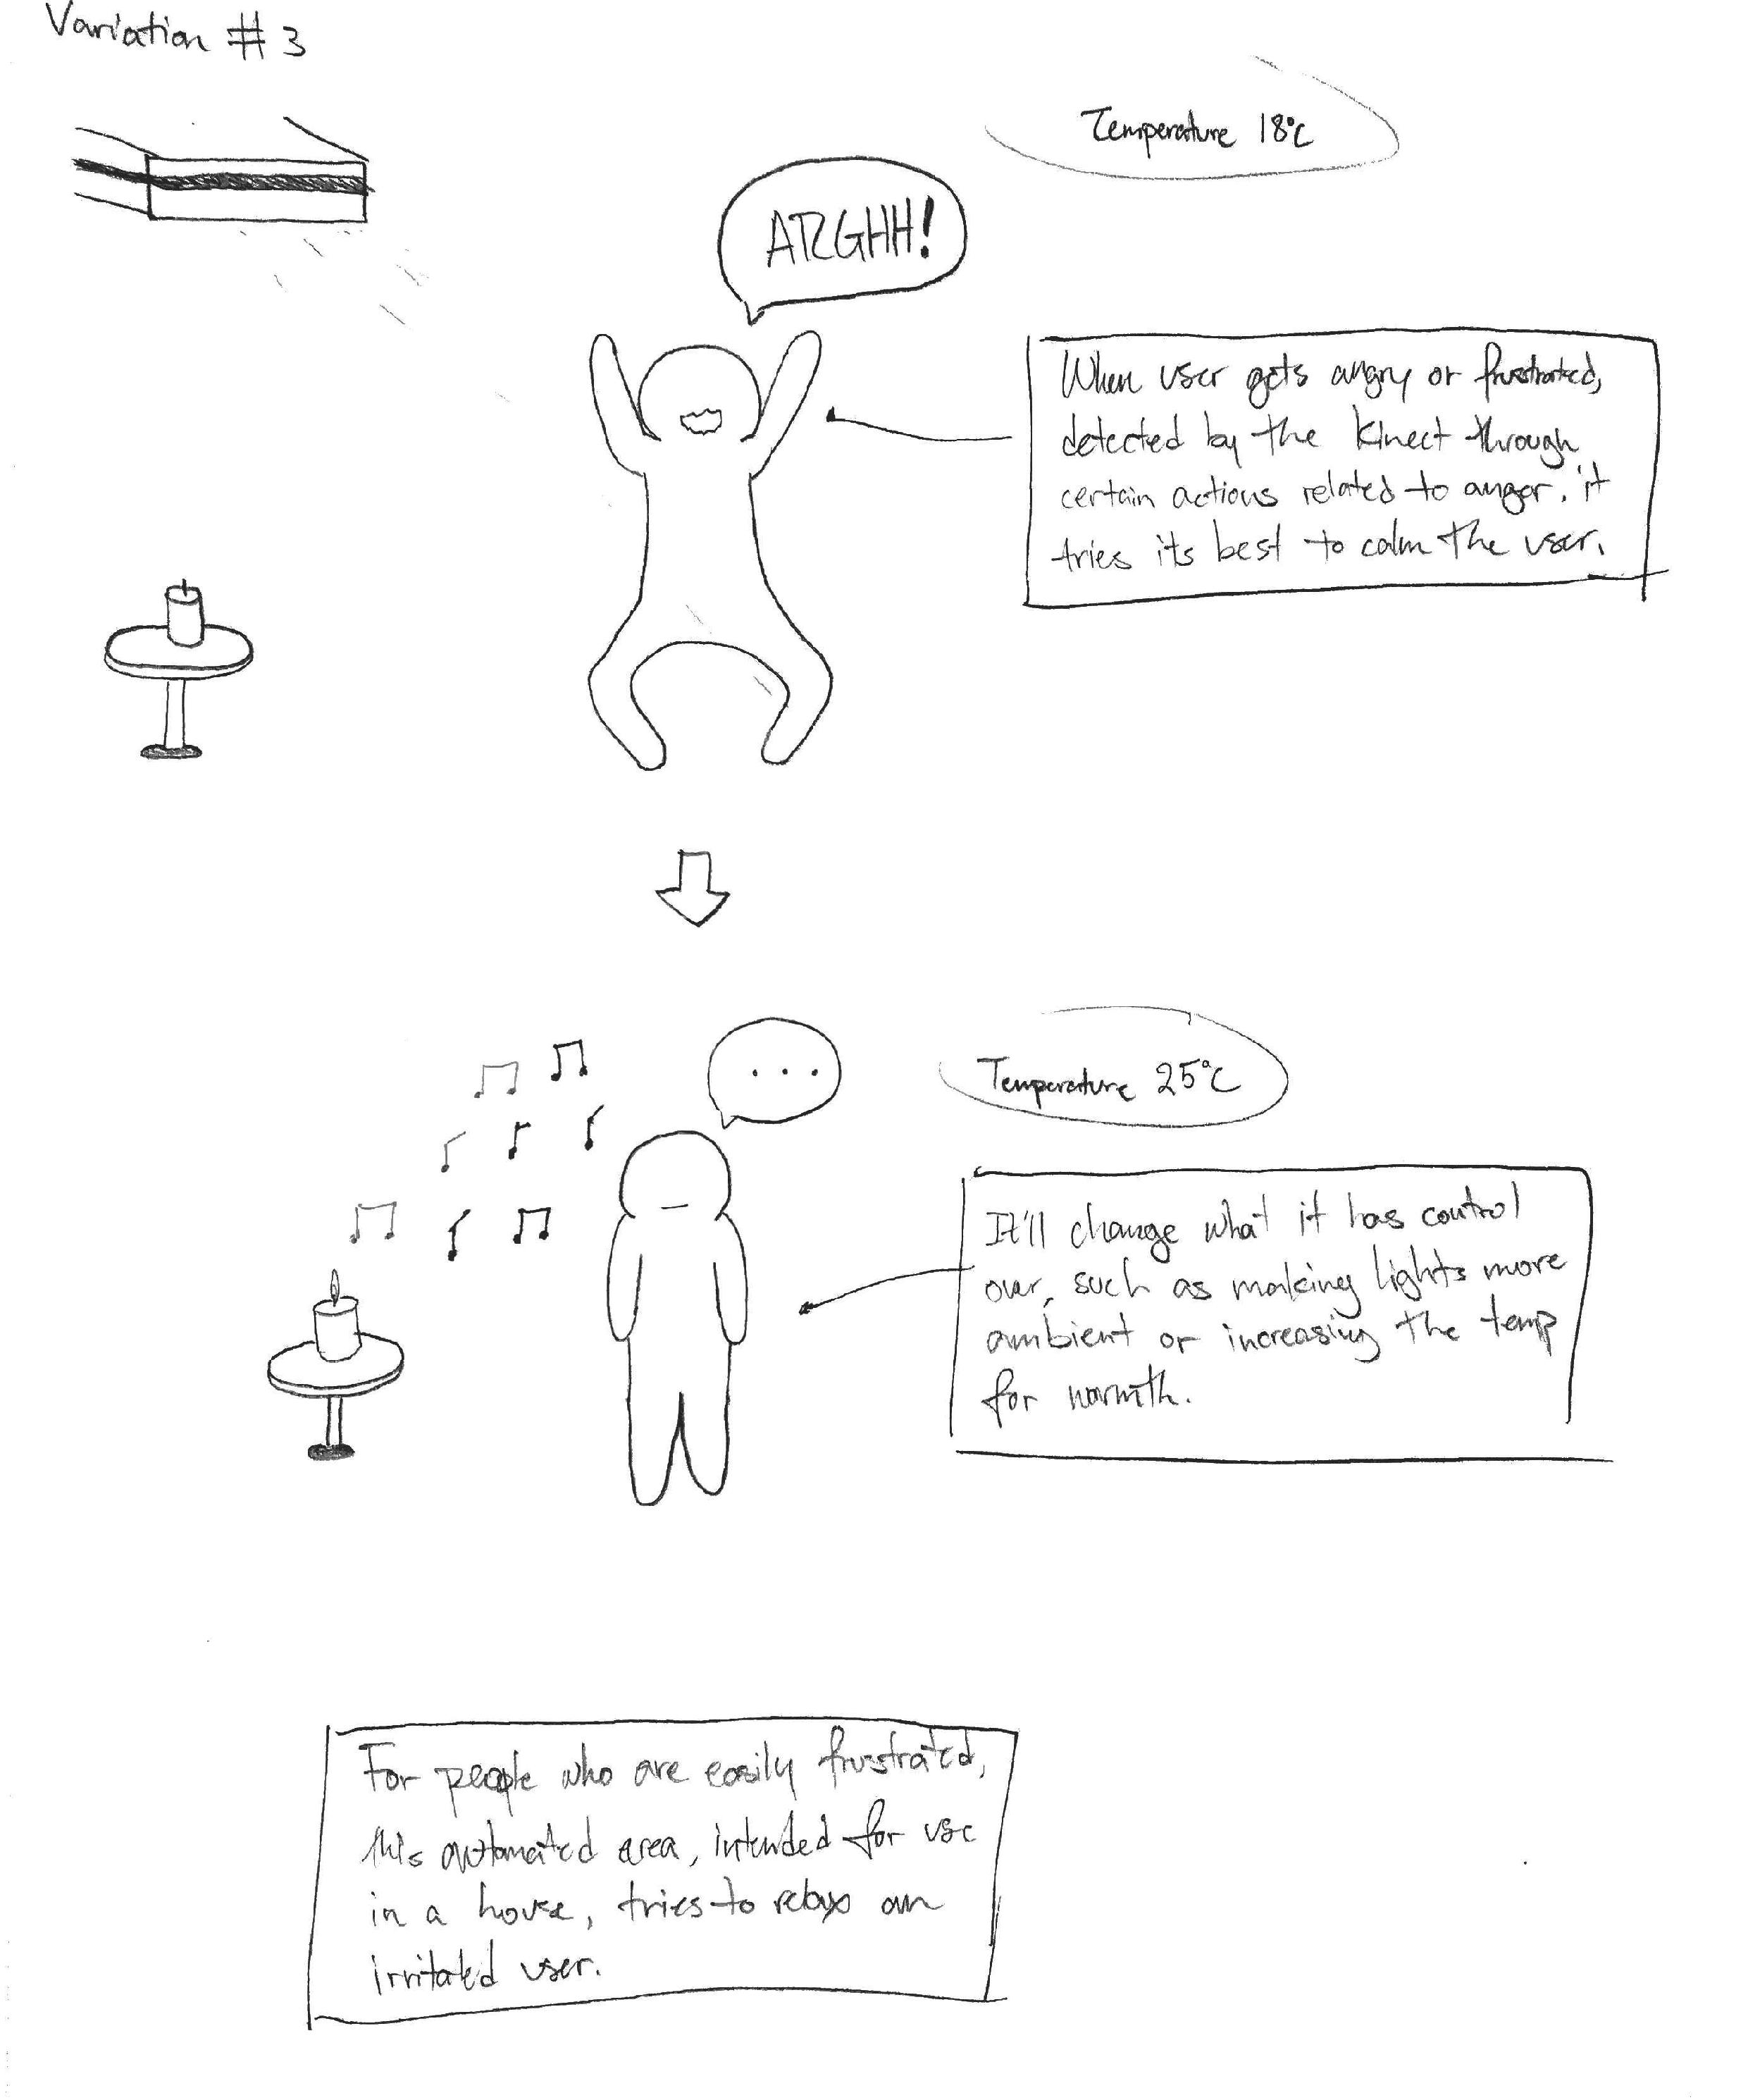 Variation # 3
Temperature 18°C
ARGHH!
When user gets angry or frustrated,
detected by the Kinect through
certain actions related to anger, it
tries its best to calm the user.
...
Temperature 25°C
It'll change what it has control
over, such as making lights more
ambient or increasing the temp
for warmth.
For people who are easily frustrated,
this automated area, intended for use
in a house, tries to relax an
irritated user.